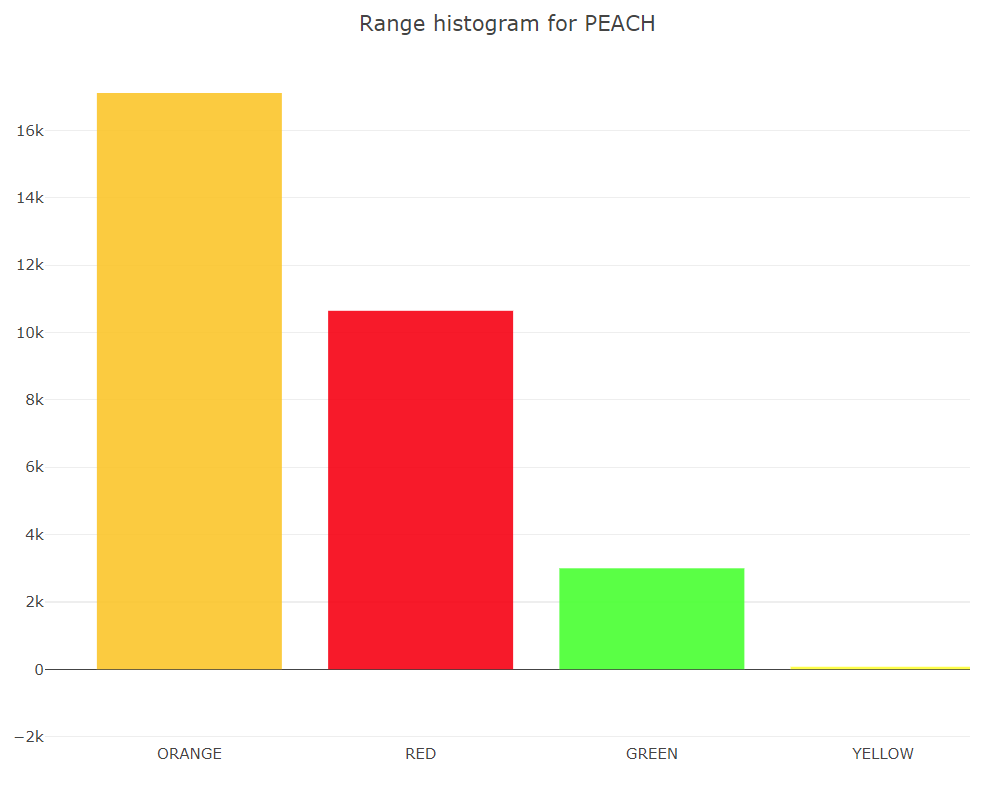 Range histogram for PEACH
16k
14k
12k
10k
8k
6k
4k
2k
0
−2k
ORANGE RED GREEN YELLOW